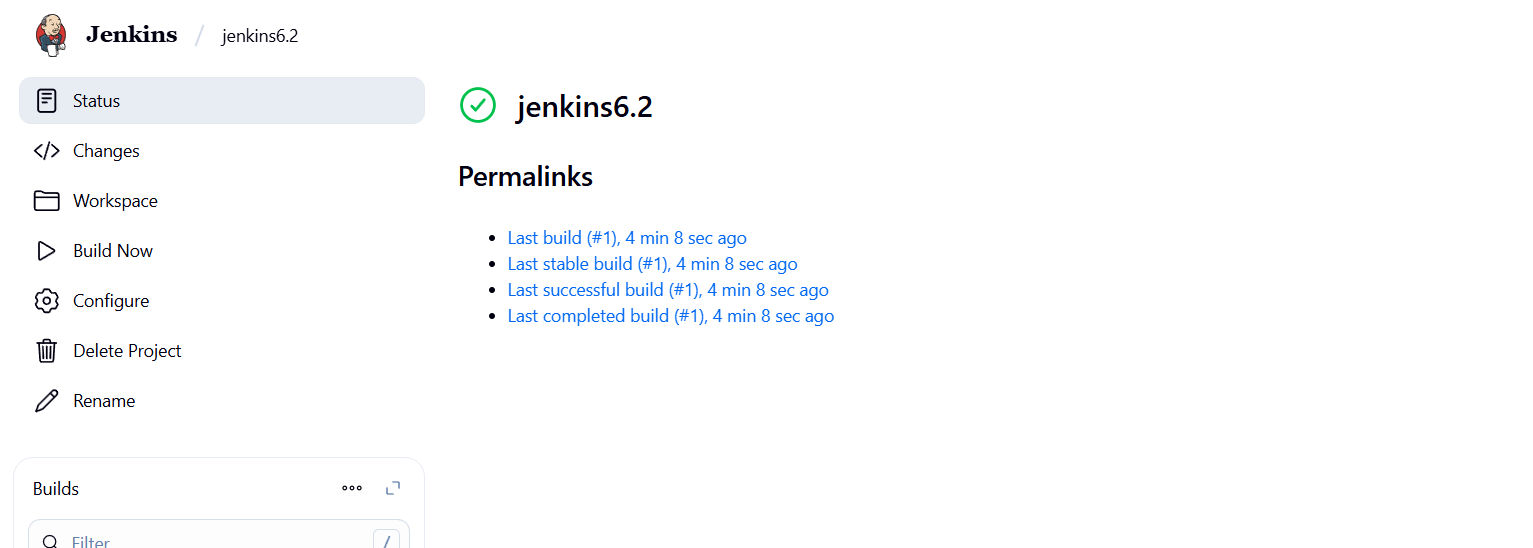 Jenkins / jenkins6.2
Status
Changes
Workspace
Build Now
Configure
Delete Project
Rename
Builds
Filter /
jenkins6.2
Permalinks
Last build (#1), 4 min 8 sec ago
Last stable build (#1), 4 min 8 sec ago
Last successful build (#1), 4 min 8 sec ago
Last completed build (#1), 4 min 8 sec ago